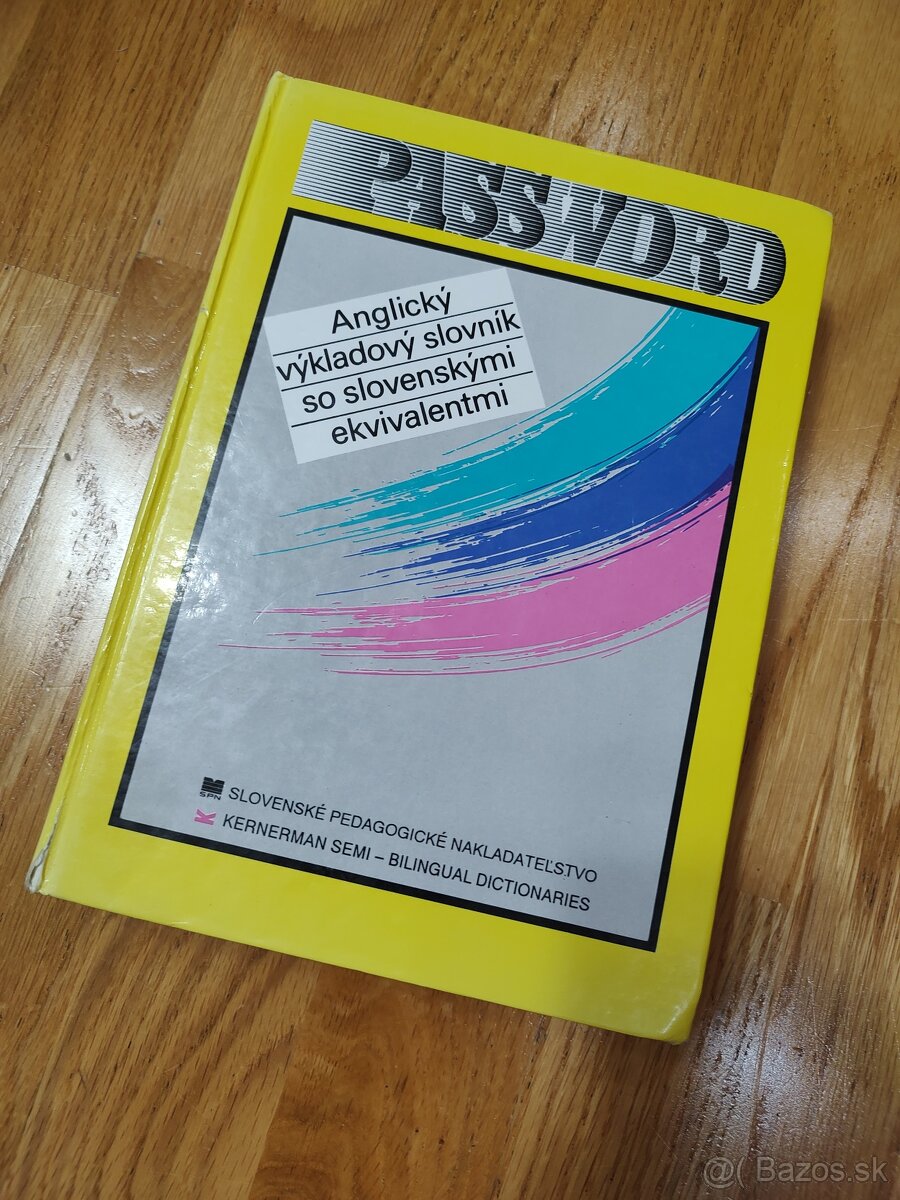 PASSWORD
Anglický
výkladový slovník
so slovenskými
ekvivalentmi
SPN
SLOVENSKÉ PEDAGOGICKÉ NAKLADATEĽSTVO
K
KERNERMAN SEMI – BILINGUAL DICTIONARIES
@( Bazos.sk